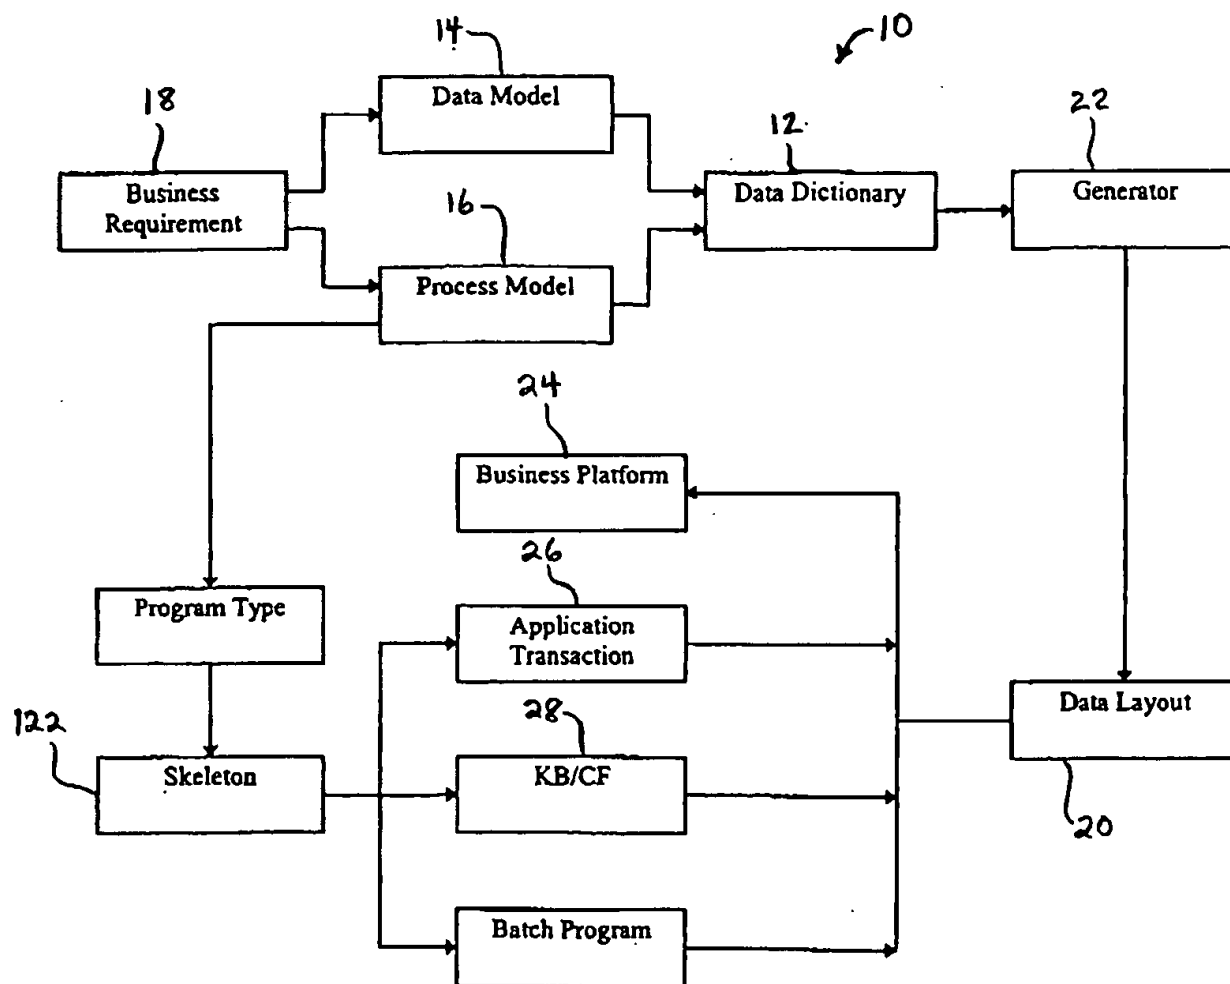 14
10
Data Model
18
12
22
Business
Requirement
16
Data Dictionary
Generator
Process Model
24
Business Platform
26
Program Type
Application
Transaction
28
Data Layout
122
Skeleton
KB/CF
20
Batch Program